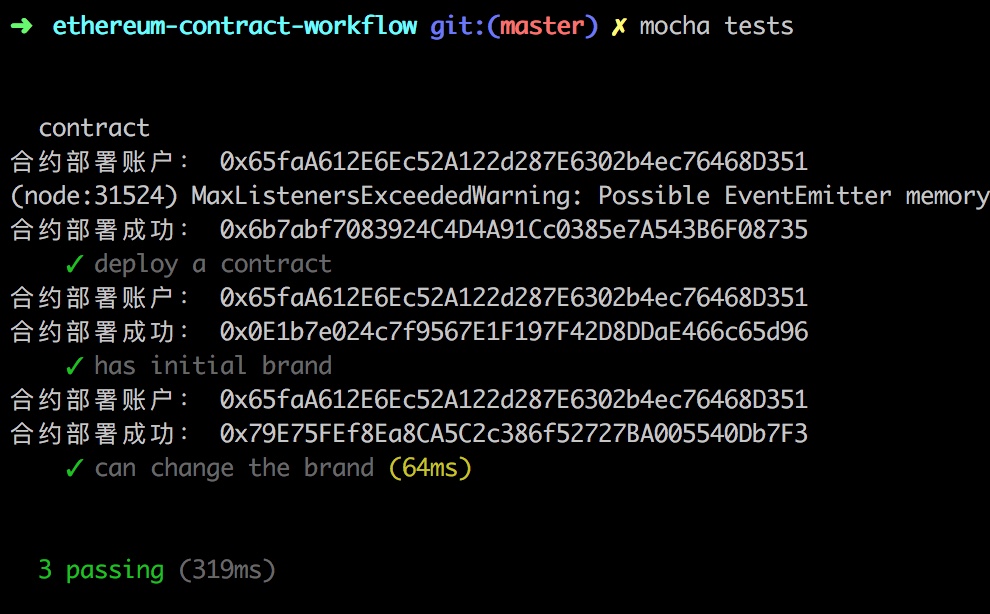 ➜ ethereum-contract-workflow git:(master) ✗ mocha tests
contract
合约部署账户： 0x65faA612E6Ec52A122d287E6302b4ec76468D351
(node:31524) MaxListenersExceededWarning: Possible EventEmitter memory
合约部署成功： 0x6b7abf7083924C4D4A91Cc0385e7A543B6F08735
✓ deploy a contract
合约部署账户： 0x65faA612E6Ec52A122d287E6302b4ec76468D351
合约部署成功： 0x0E1b7e024c7f9567E1F197F42D8DDaE466c65d96
✓ has initial brand
合约部署账户： 0x65faA612E6Ec52A122d287E6302b4ec76468D351
合约部署成功： 0x79E75FEf8Ea8CA5C2c386f52727BA005540Db7F3
✓ can change the brand (64ms)
3 passing (319ms)